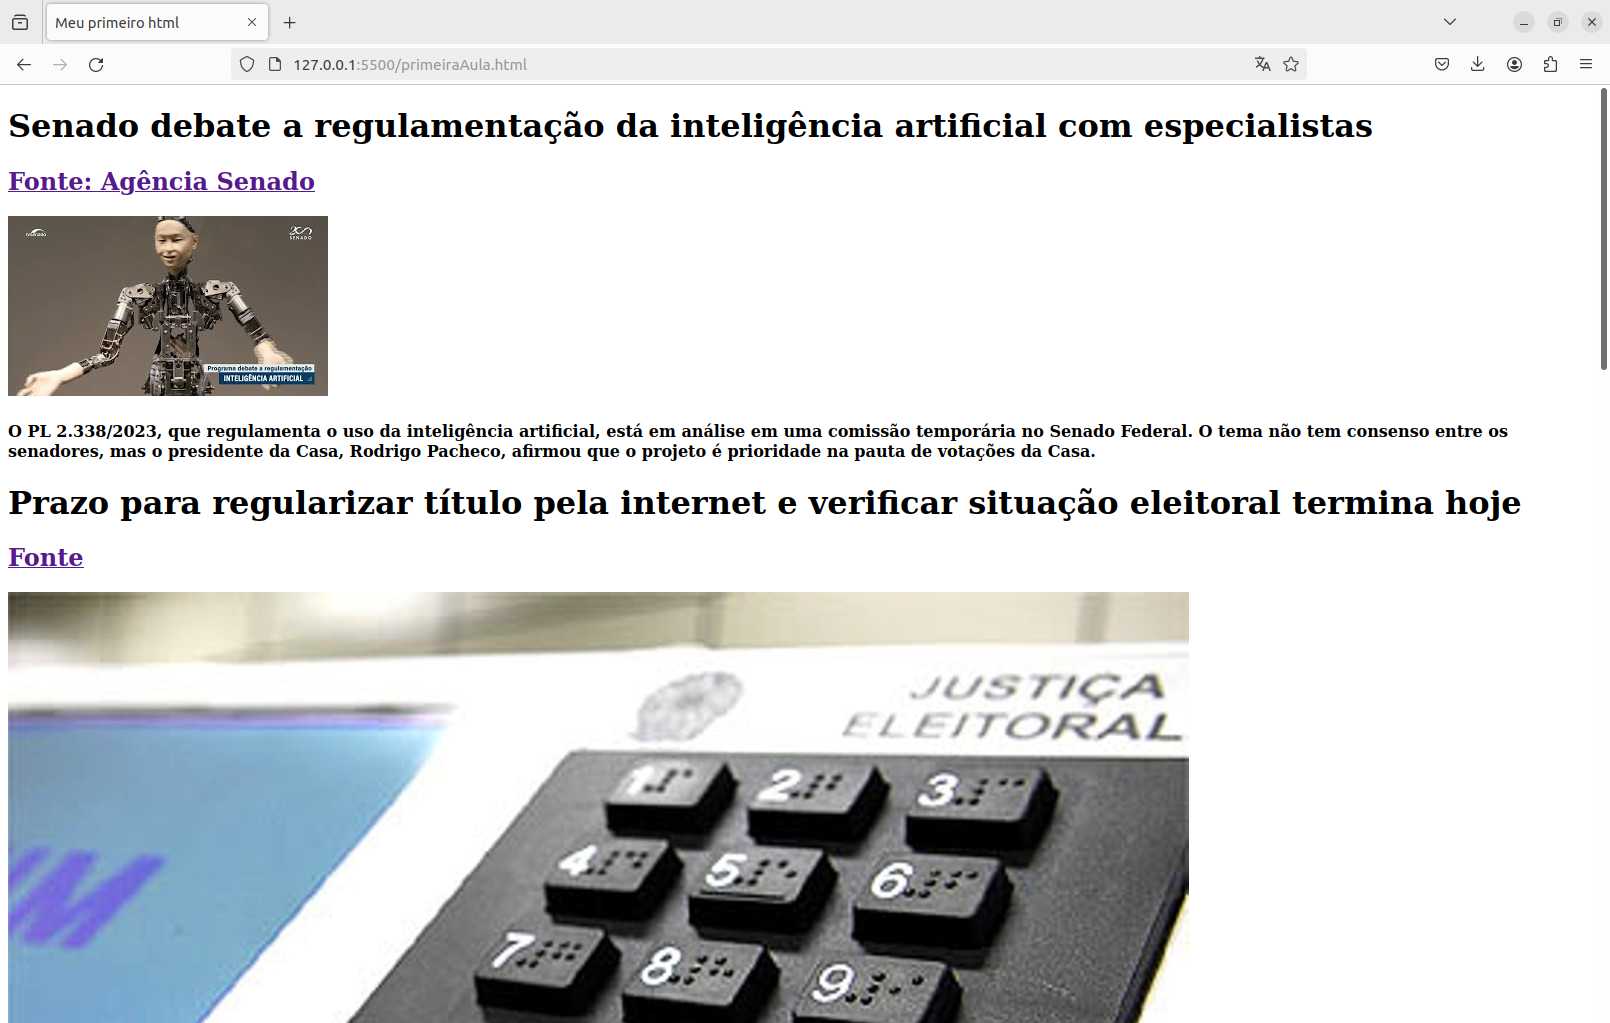 Meu primeiro html
127.0.0.1:5500/primeiraAula.html
Senado debate a regulamentação da inteligência artificial com especialistas
Fonte: Agência Senado
SENADO
Programa debate a regulamentação
INTELIGÊNCIA ARTIFICIAL
O PL 2.338/2023, que regulamenta o uso da inteligência artificial, está em análise em uma comissão temporária no Senado Federal. O tema não tem consenso entre os
senadores, mas o presidente da Casa, Rodrigo Pacheco, afirmou que o projeto é prioridade na pauta de votações da Casa.
Prazo para regularizar título pela internet e verificar situação eleitoral termina hoje
Fonte
JUSTIÇA
ELEITORAL
1 2 3
4 5 6
7 8 9